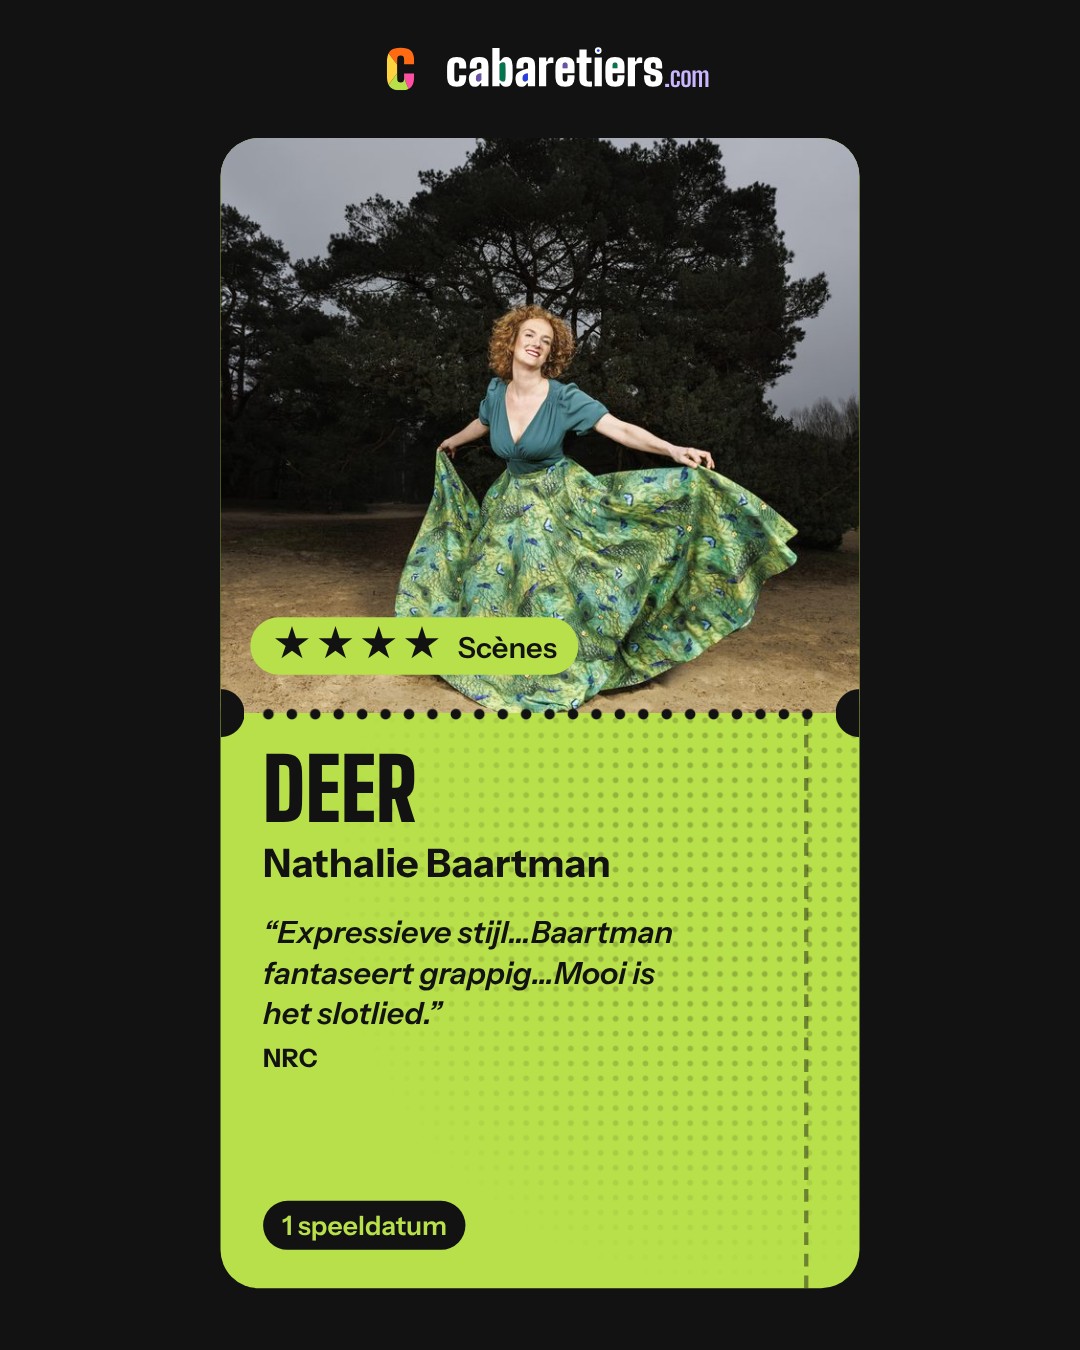 cabaretiers.com
★★★★ Scènes
DEER
Nathalie Baartman
“Expressieve stijl...Baartman
fantaseert grappig...Mooi is
het slotlied.”
NRC
1 speeldatum